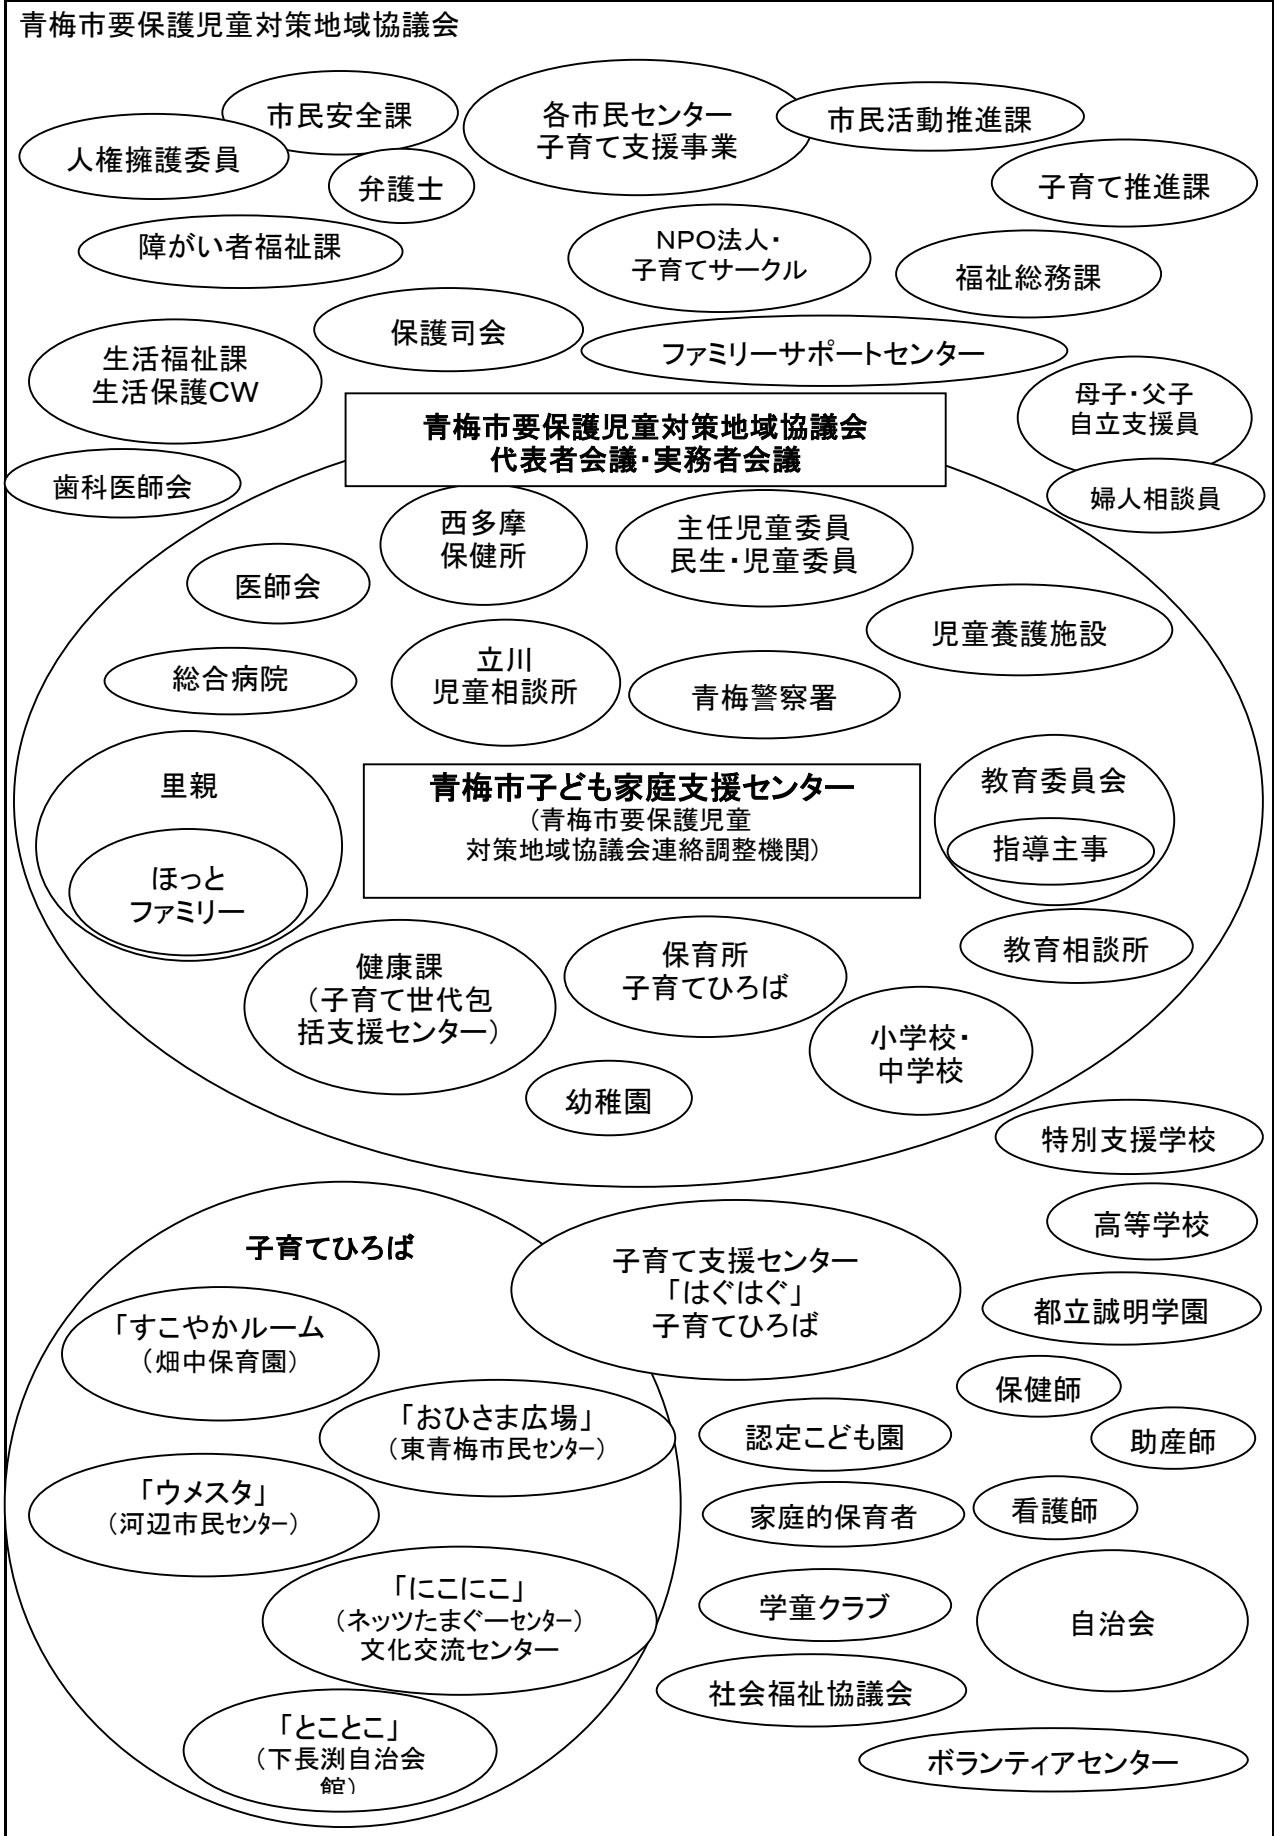 青梅市要保護児童対策地域協議会
市民安全課
各市民センター
子育て支援事業
市民活動推進課
人権擁護委員
弁護士
子育て推進課
障がい者福祉課
NPO法人・
子育てサークル
福祉総務課
保護司会
ファミリーサポートセンター
生活福祉課
生活保護CW
母子・父子
自立支援員
青梅市要保護児童対策地域協議会
代表者会議・実務者会議
歯科医師会
婦人相談員
西多摩
保健所
主任児童委員
民生・児童委員
医師会
児童養護施設
総合病院
立川
児童相談所
青梅警察署
里親
ほっと
ファミリー
青梅市子ども家庭支援センター
（青梅市要保護児童
対策地域協議会連絡調整機関）
教育委員会
指導主事
教育相談所
健康課
（子育て世代包
括支援センター）
保育所
子育てひろば
小学校・
中学校
幼稚園
特別支援学校
高等学校
子育てひろば
子育て支援センター
「はぐはぐ」
子育てひろば
都立誠明学園
「すこやかルーム
（畑中保育園）
保健師
「おひさま広場」
（東青梅市民センター）
認定こども園
助産師
「ウメスタ」
（河辺市民センター）
家庭的保育者
看護師
「にこにこ」
（ネッツたまぐーセンター）
文化交流センター
学童クラブ
自治会
社会福祉協議会
「とことこ」
（下長渕自治会
館）
ボランティアセンター